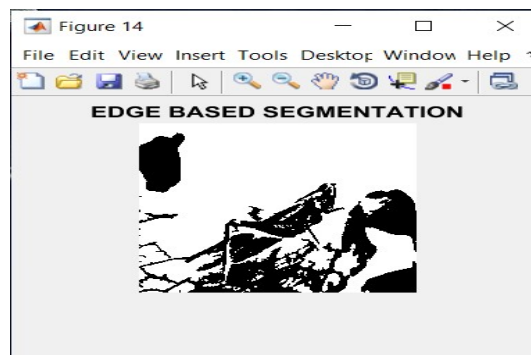 Figure 14
File Edit View Insert Tools Desktop Window Help
EDGE BASED SEGMENTATION